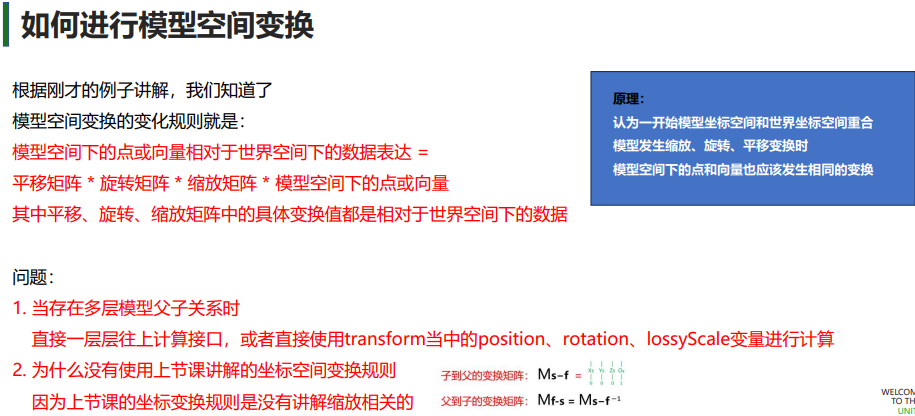 如何进行模型空间变换
根据刚才的例子讲解，我们知道了
模型空间变换的变化规则就是：
模型空间下的点或向量相对于世界空间下的数据表达 =
平移矩阵 * 旋转矩阵 * 缩放矩阵 * 模型空间下的点或向量
其中平移、旋转、缩放矩阵中的具体变换值都是相对于世界空间下的数据
原理：
认为一开始模型坐标空间和世界坐标空间重合
模型发生缩放、旋转、平移变换时
模型空间下的点和向量也应该发生相同的变换
问题：
1. 当存在多层模型父子关系时
直接一层层往上计算接口，或者直接使用transform当中的position、rotation、lossyScale变量进行计算
2. 为什么没有使用上节课讲解的坐标空间变换规则
因为上节课的坐标变换规则是没有讲解缩放相关的
子到父的变换矩阵： Ms-f =
| | | |
Xs Ys Zs Os
| | | |
0 0 0 1
父到子的变换矩阵： Mf-s = Ms-f⁻¹
WELCOM
TO TH
UNI